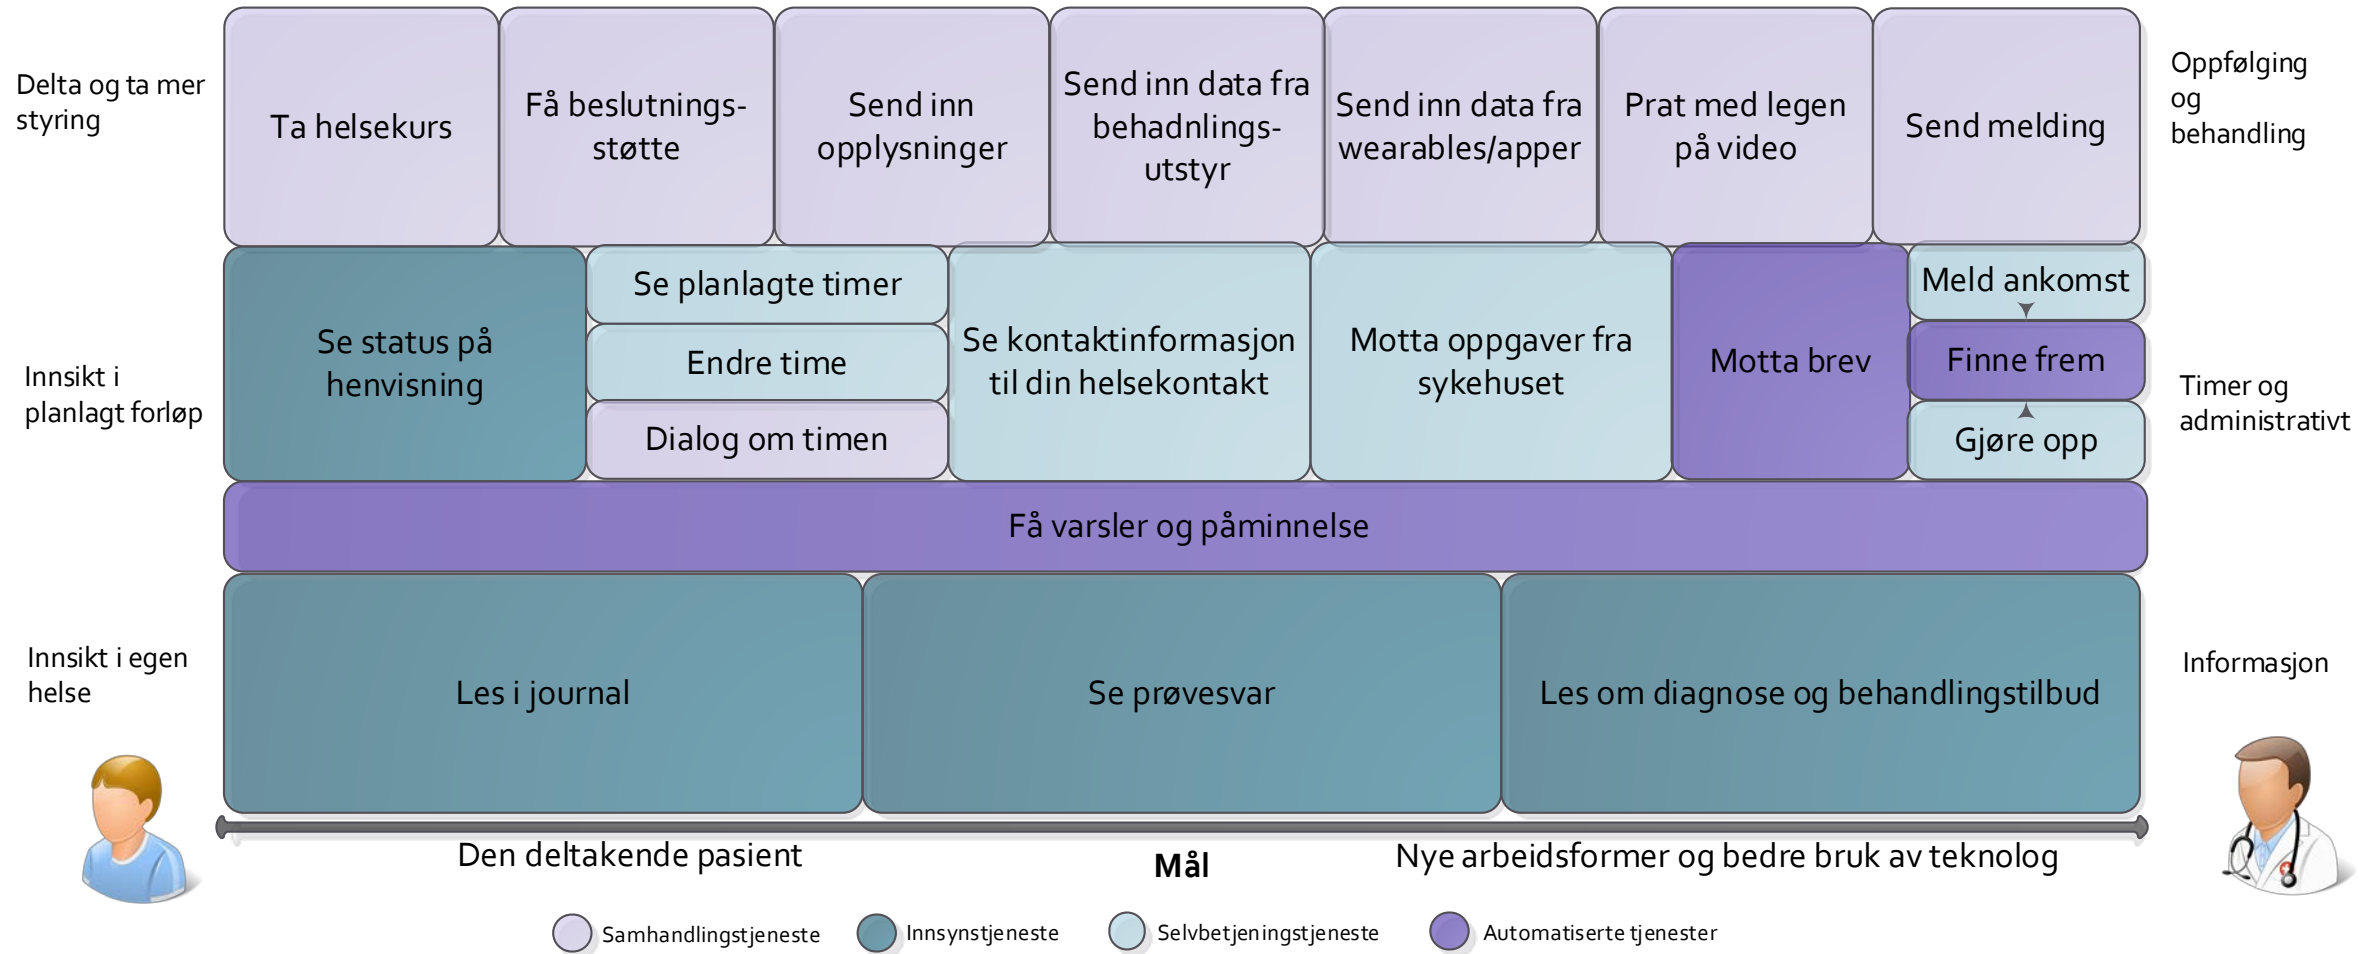 Delta og ta mer
styring
Ta helsekurs
Få beslutnings-
støtte
Send inn
opplysninger
Send inn data fra
behadnlings-
utstyr
Send inn data fra
wearables/apper
Prat med legen
på video
Send melding
Oppfølging
og
behandling
Innsikt i
planlagt forløp
Se status på
henvisning
Se planlagte timer
Endre time
Dialog om timen
Se kontaktinformasjon
til din helsekontakt
Motta oppgaver fra
sykehuset
Motta brev
Meld ankomst
Finne frem
Gjøre opp
Timer og
administrativt
Få varsler og påminnelse
Innsikt i egen
helse
Les i journal
Se prøvesvar
Les om diagnose og behandlingstilbud
Informasjon
Den deltakende pasient
Mål
Nye arbeidsformer og bedre bruk av teknolog
Samhandlingstjeneste
Innsynstjeneste
Selvbetjeningstjeneste
Automatiserte tjenester